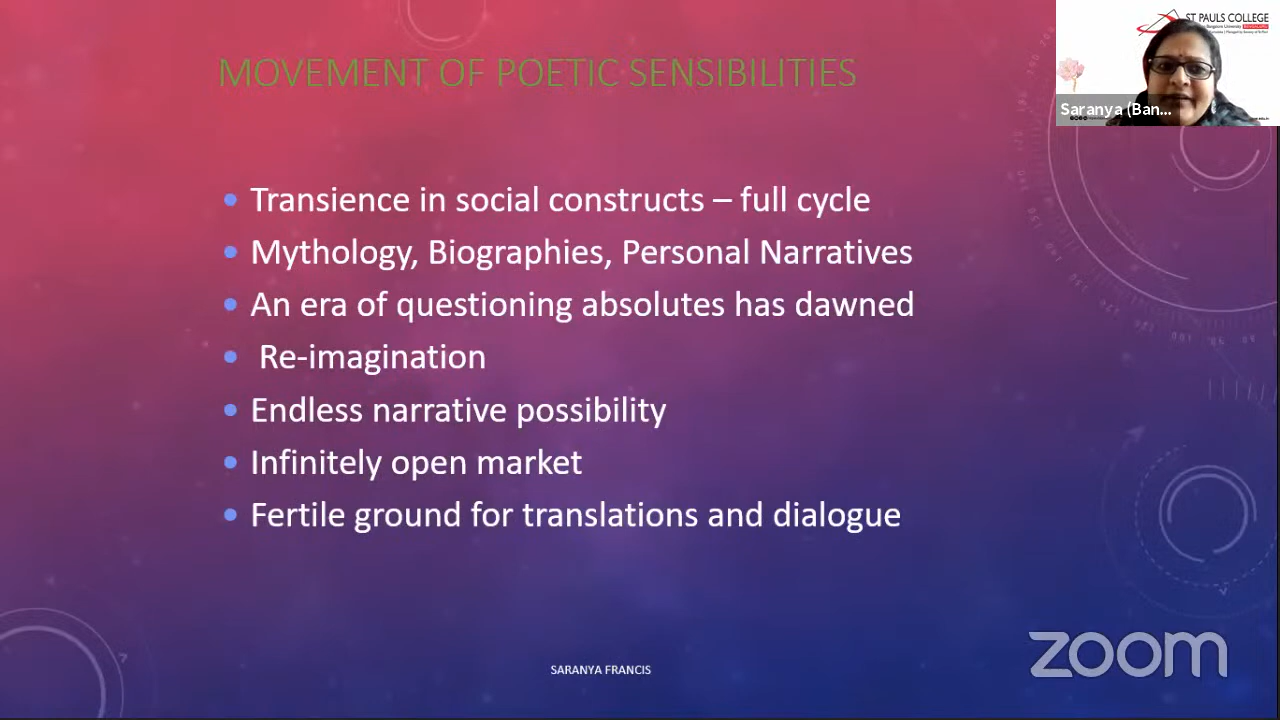 MOVEMENT OF POETIC SENSIBILITIES
ST PAULS COLLEGE
Saranya (Ban...
• Transience in social constructs – full cycle
• Mythology, Biographies, Personal Narratives
• An era of questioning absolutes has dawned
• Re-imagination
• Endless narrative possibility
• Infinitely open market
• Fertile ground for translations and dialogue
SARANYA FRANCIS
zoom